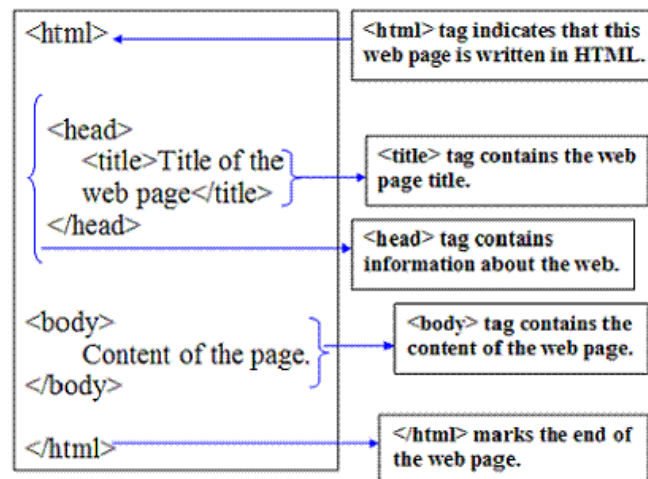 <html>
<html> tag indicates that this
web page is written in HTML.
<head>
<title>Title of the
web page</title>
</head>
<title> tag contains the web
page title.
<head> tag contains
information about the web.
<body>
Content of the page.
</body>
<body> tag contains the
content of the web page.
</html>
</html> marks the end of
the web page.